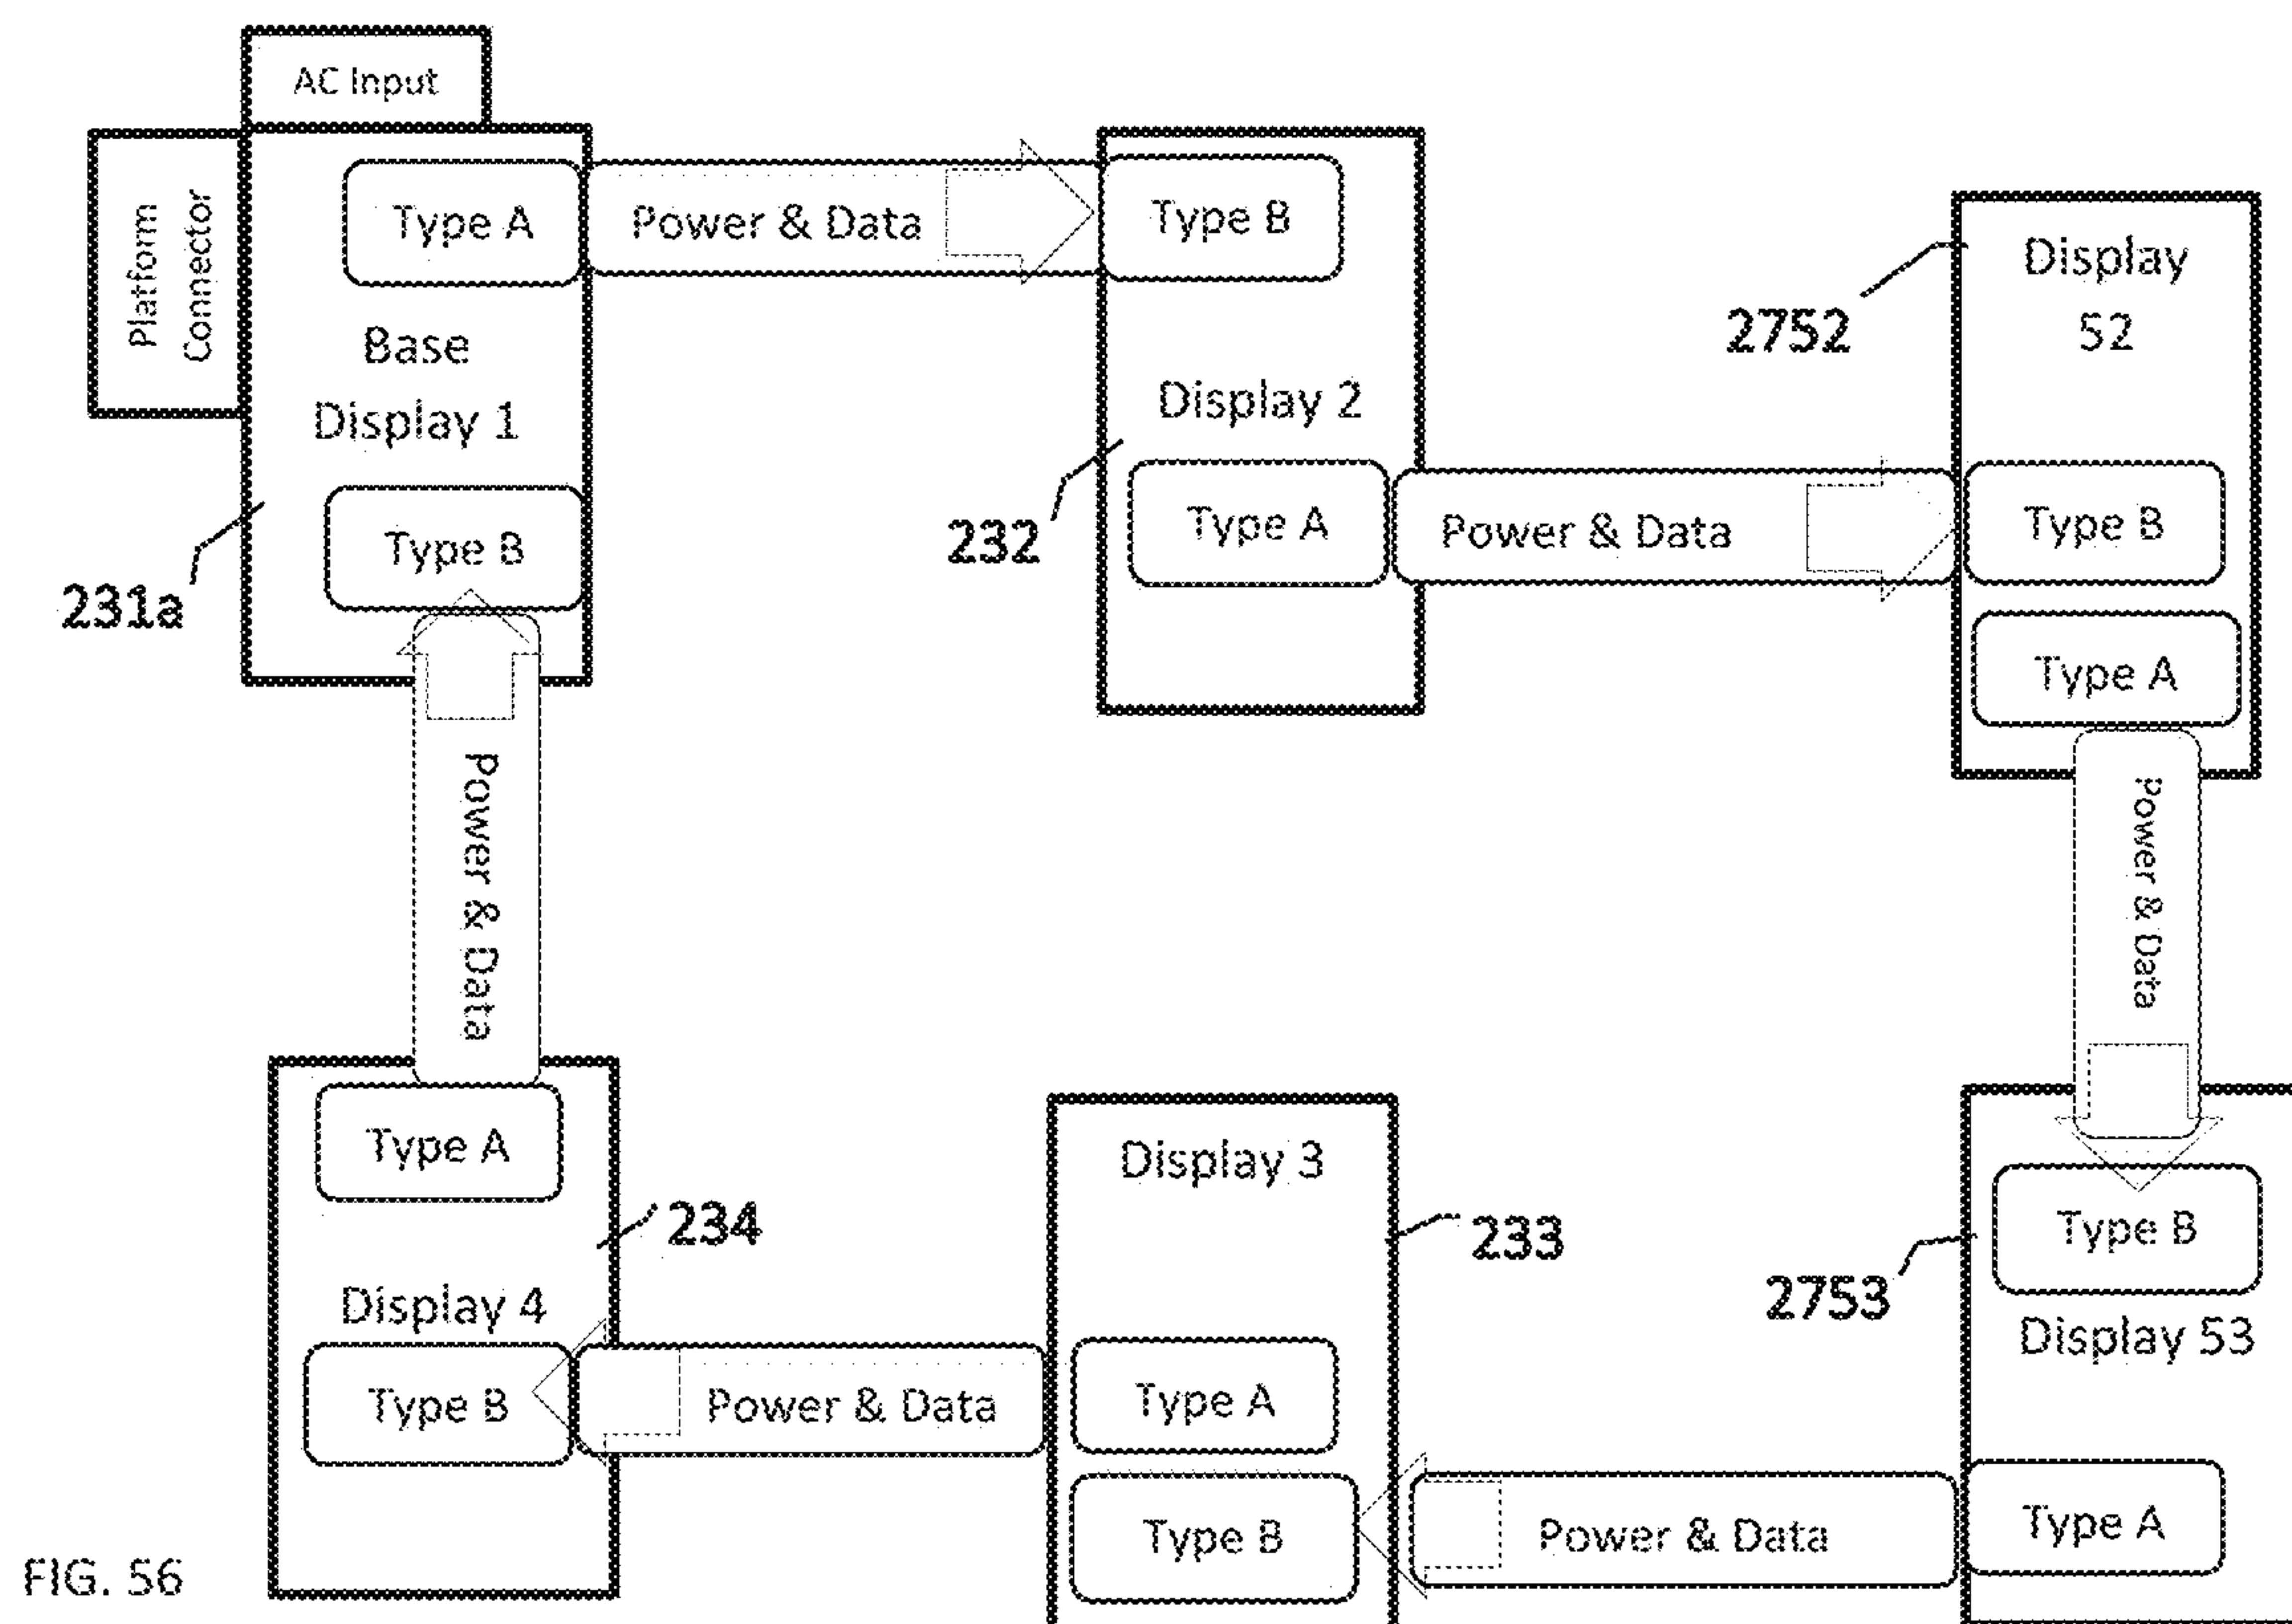 AC Input
Platform
Connector
Type A
Power & Data
Type B
Base
Display 1
Type B
231a
Display 2
232
Type A
Power & Data
Display
52
2752
Type B
Type A
Power & Data
Power & Data
Type A
234
Display 4
Type B
Power & Data
Display 3
233
Type A
Type B
Power & Data
Type B
2753
Display 53
Type A
FIG. 56